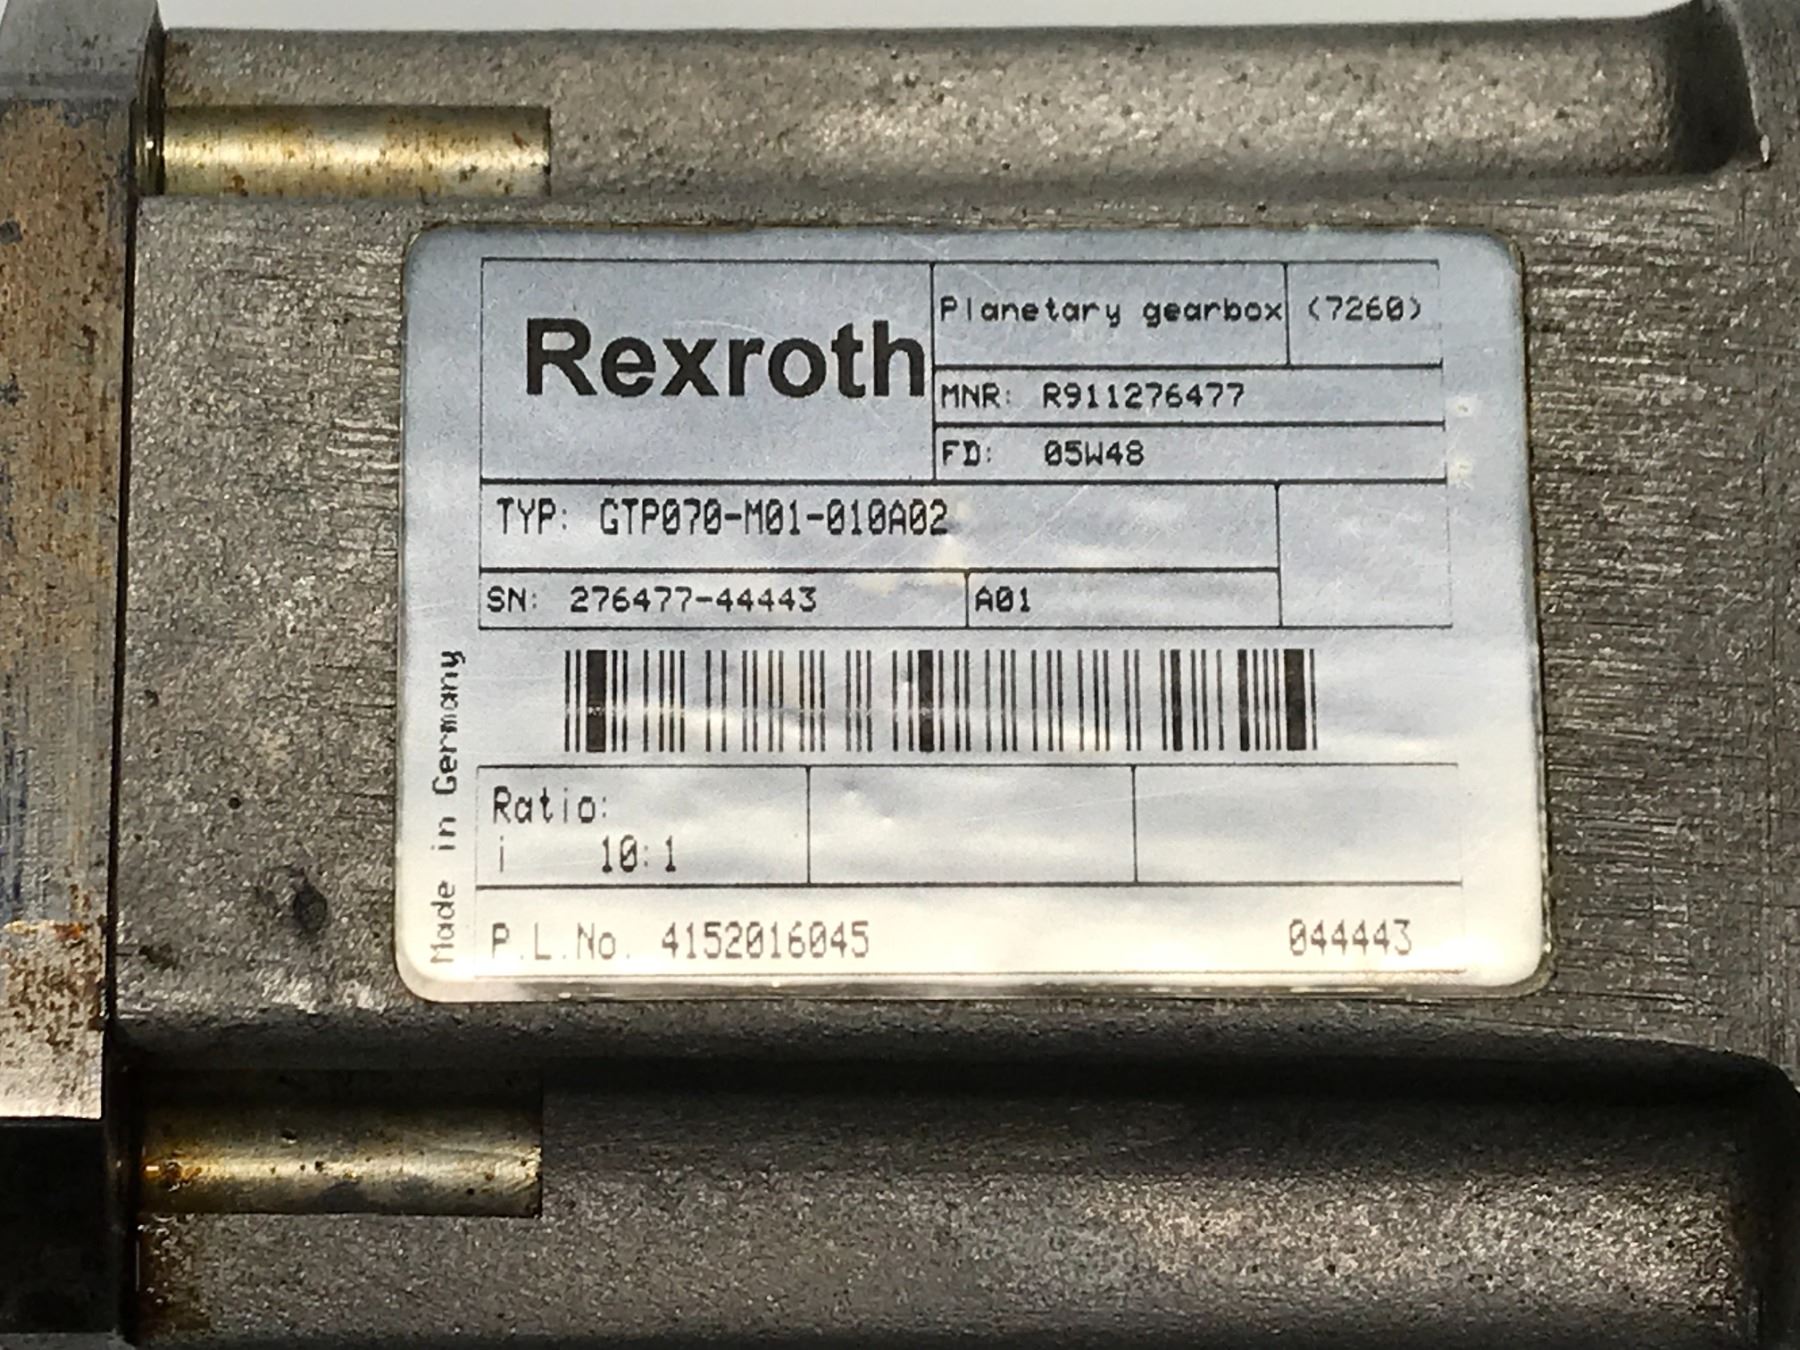 Rexroth
Planetary gearbox (7260)
MNR: R911276477
FD: 05W48
TYP: GTP070-M01-010A02
SN: 276477-44443 A01
Made in Germany
Ratio:
i 10:1
P.L.No. 4152016045 044443